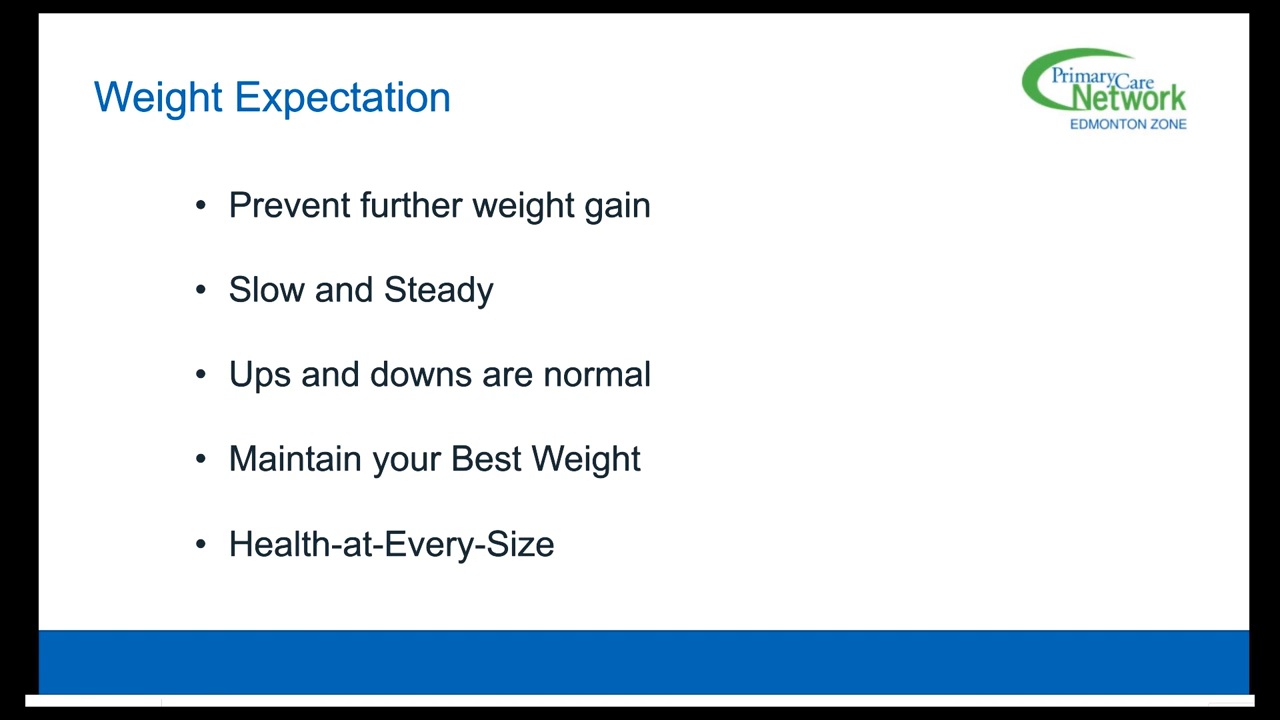 Weight Expectation
PrimaryCare
Network
EDMONTON ZONE
• Prevent further weight gain
• Slow and Steady
• Ups and downs are normal
• Maintain your Best Weight
• Health-at-Every-Size